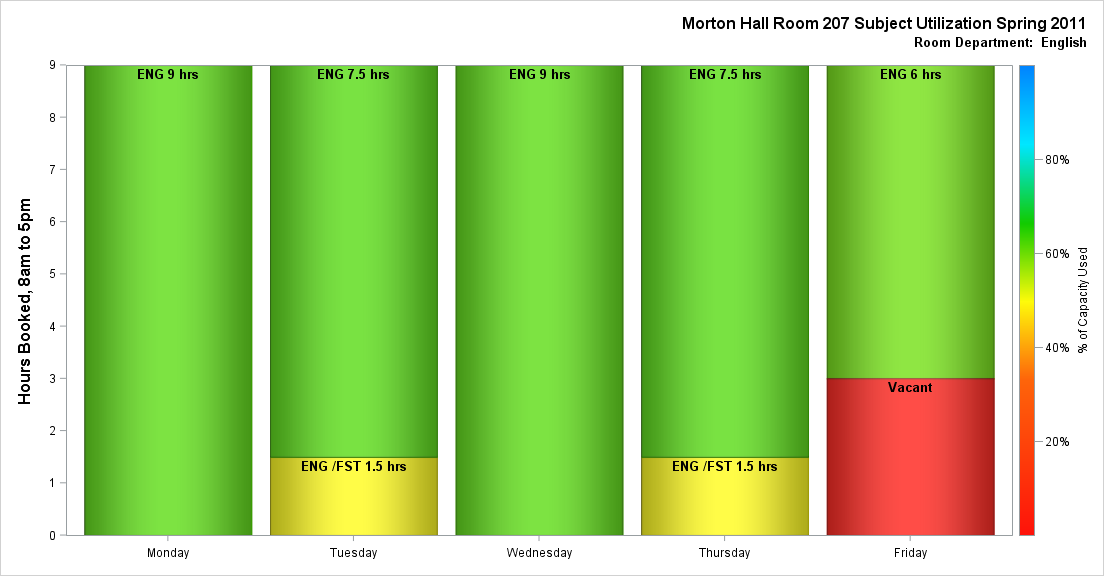 Morton Hall Room 207 Subject Utilization Spring 2011
Room Department:  English
Hours Booked, 8am to 5pm
9
8
7
6
5
4
3
2
1
0
ENG 9 hrs
ENG 7.5 hrs
ENG 9 hrs
ENG 7.5 hrs
ENG 6 hrs
Vacant
ENG /FST 1.5 hrs
ENG /FST 1.5 hrs
Monday
Tuesday
Wednesday
Thursday
Friday
80%
60%
40%
20%
% of Capacity Used